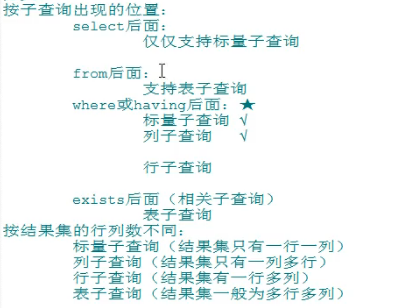 按子查询出现的位置:
select后面:
仅仅支持标量子查询
from后面:
支持表子查询
where或having后面: ★
标量子查询 √
列子查询 √
行子查询
exists后面（相关子查询）
表子查询
按结果集的行列数不同:
标量子查询（结果集只有一行一列）
列子查询（结果集只有一列多行）
行子查询（结果集有一行多列）
表子查询（结果集一般为多行多列）